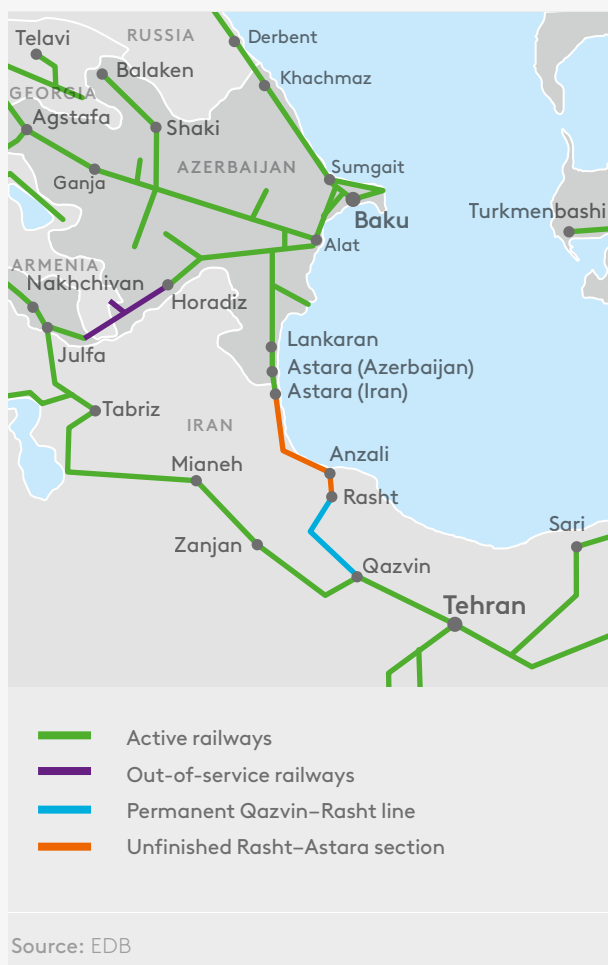 RUSSIA
Telavi
Derbent
Balaken
Khachmaz
GEORGIA
Agstafa
Shaki
AZERBAIJAN
Sumgait
Ganja
Baku
Turkmenbashi
Alat
ARMENIA
Nakhchivan
Horadiz
Lankaran
Julfa
Astara (Azerbaijan)
Astara (Iran)
Tabriz
IRAN
Anzali
Mianeh
Rasht
Sari
Zanjan
Qazvin
Tehran
Active railways
Out-of-service railways
Permanent Qazvin–Rasht line
Unfinished Rasht–Astara section
Source: EDB